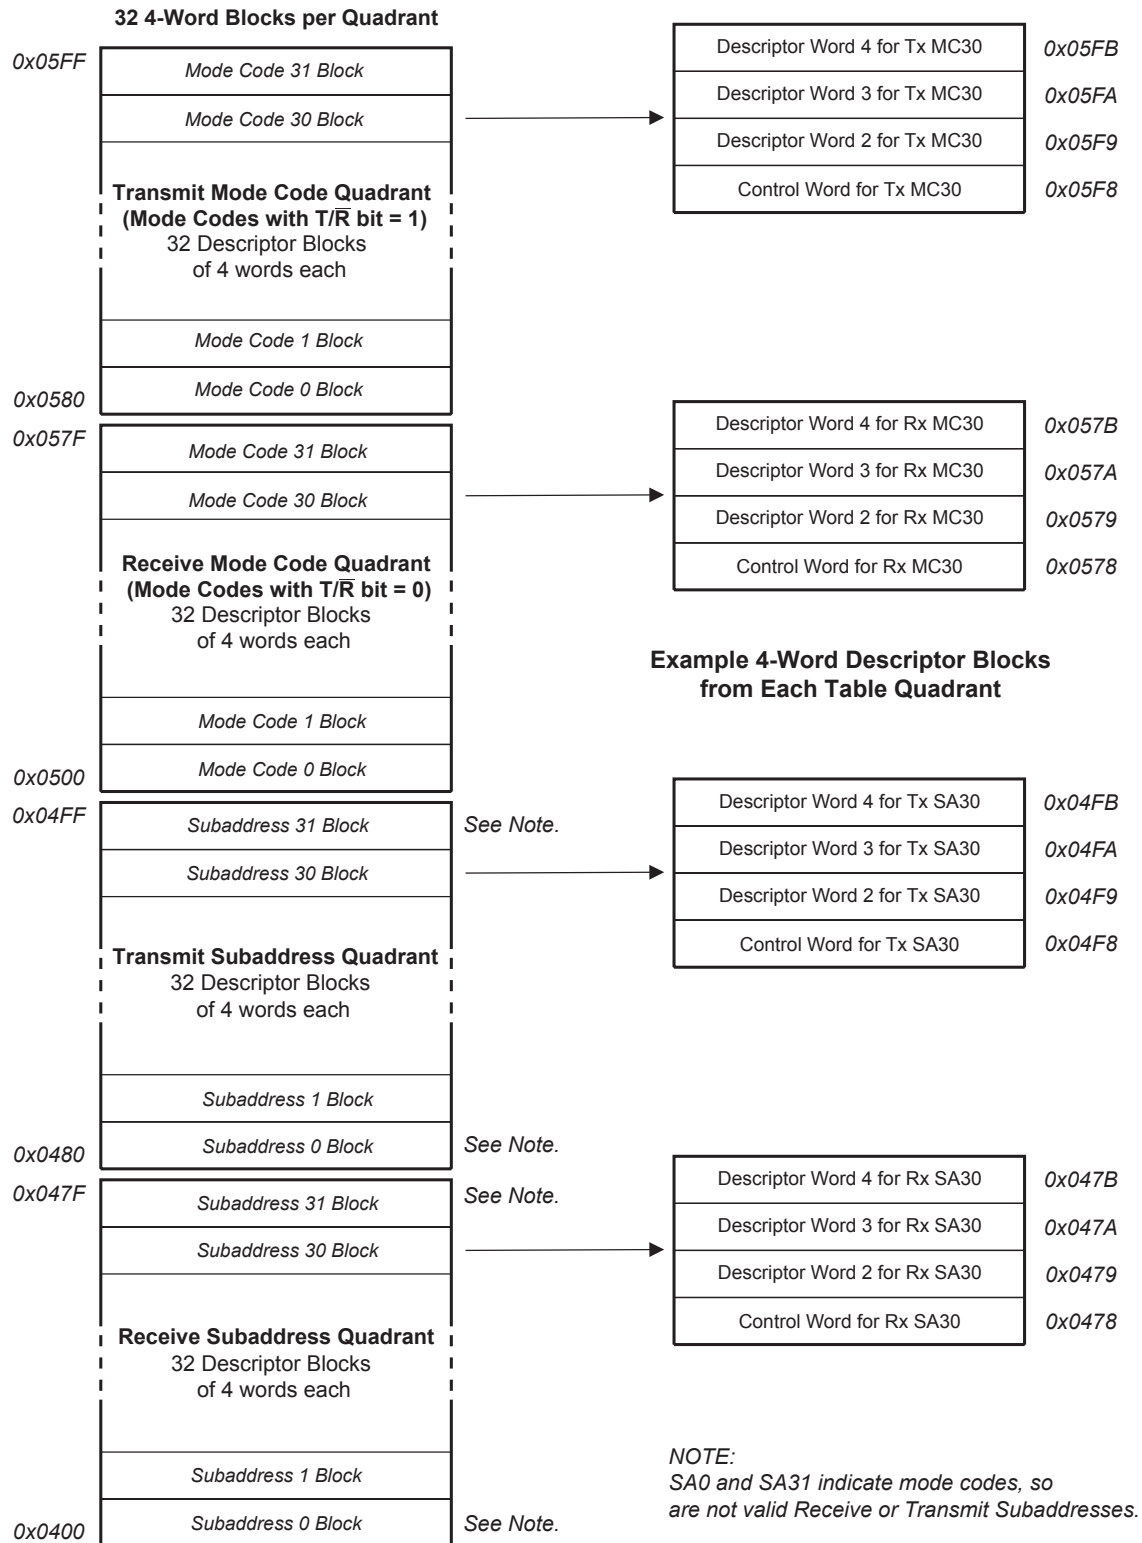 32 4-Word Blocks per Quadrant
0x05FF
Mode Code 31 Block
Mode Code 30 Block
Transmit Mode Code Quadrant
(Mode Codes with T/R̅ bit = 1)
32 Descriptor Blocks
of 4 words each
Mode Code 1 Block
Mode Code 0 Block
0x0580
Descriptor Word 4 for Tx MC30 0x05FB
Descriptor Word 3 for Tx MC30 0x05FA
Descriptor Word 2 for Tx MC30 0x05F9
Control Word for Tx MC30 0x05F8
0x057F
Mode Code 31 Block
Mode Code 30 Block
Receive Mode Code Quadrant
(Mode Codes with T/R̅ bit = 0)
32 Descriptor Blocks
of 4 words each
Mode Code 1 Block
Mode Code 0 Block
0x0500
Descriptor Word 4 for Rx MC30 0x057B
Descriptor Word 3 for Rx MC30 0x057A
Descriptor Word 2 for Rx MC30 0x0579
Control Word for Rx MC30 0x0578
Example 4-Word Descriptor Blocks
from Each Table Quadrant
0x04FF
Subaddress 31 Block See Note.
Subaddress 30 Block
Transmit Subaddress Quadrant
32 Descriptor Blocks
of 4 words each
Subaddress 1 Block
Subaddress 0 Block See Note.
0x0480
Descriptor Word 4 for Tx SA30 0x04FB
Descriptor Word 3 for Tx SA30 0x04FA
Descriptor Word 2 for Tx SA30 0x04F9
Control Word for Tx SA30 0x04F8
0x047F
Subaddress 31 Block See Note.
Subaddress 30 Block
Receive Subaddress Quadrant
32 Descriptor Blocks
of 4 words each
Subaddress 1 Block
Subaddress 0 Block See Note.
0x0400
Descriptor Word 4 for Rx SA30 0x047B
Descriptor Word 3 for Rx SA30 0x047A
Descriptor Word 2 for Rx SA30 0x0479
Control Word for Rx SA30 0x0478
NOTE:
SA0 and SA31 indicate mode codes, so
are not valid Receive or Transmit Subaddresses.